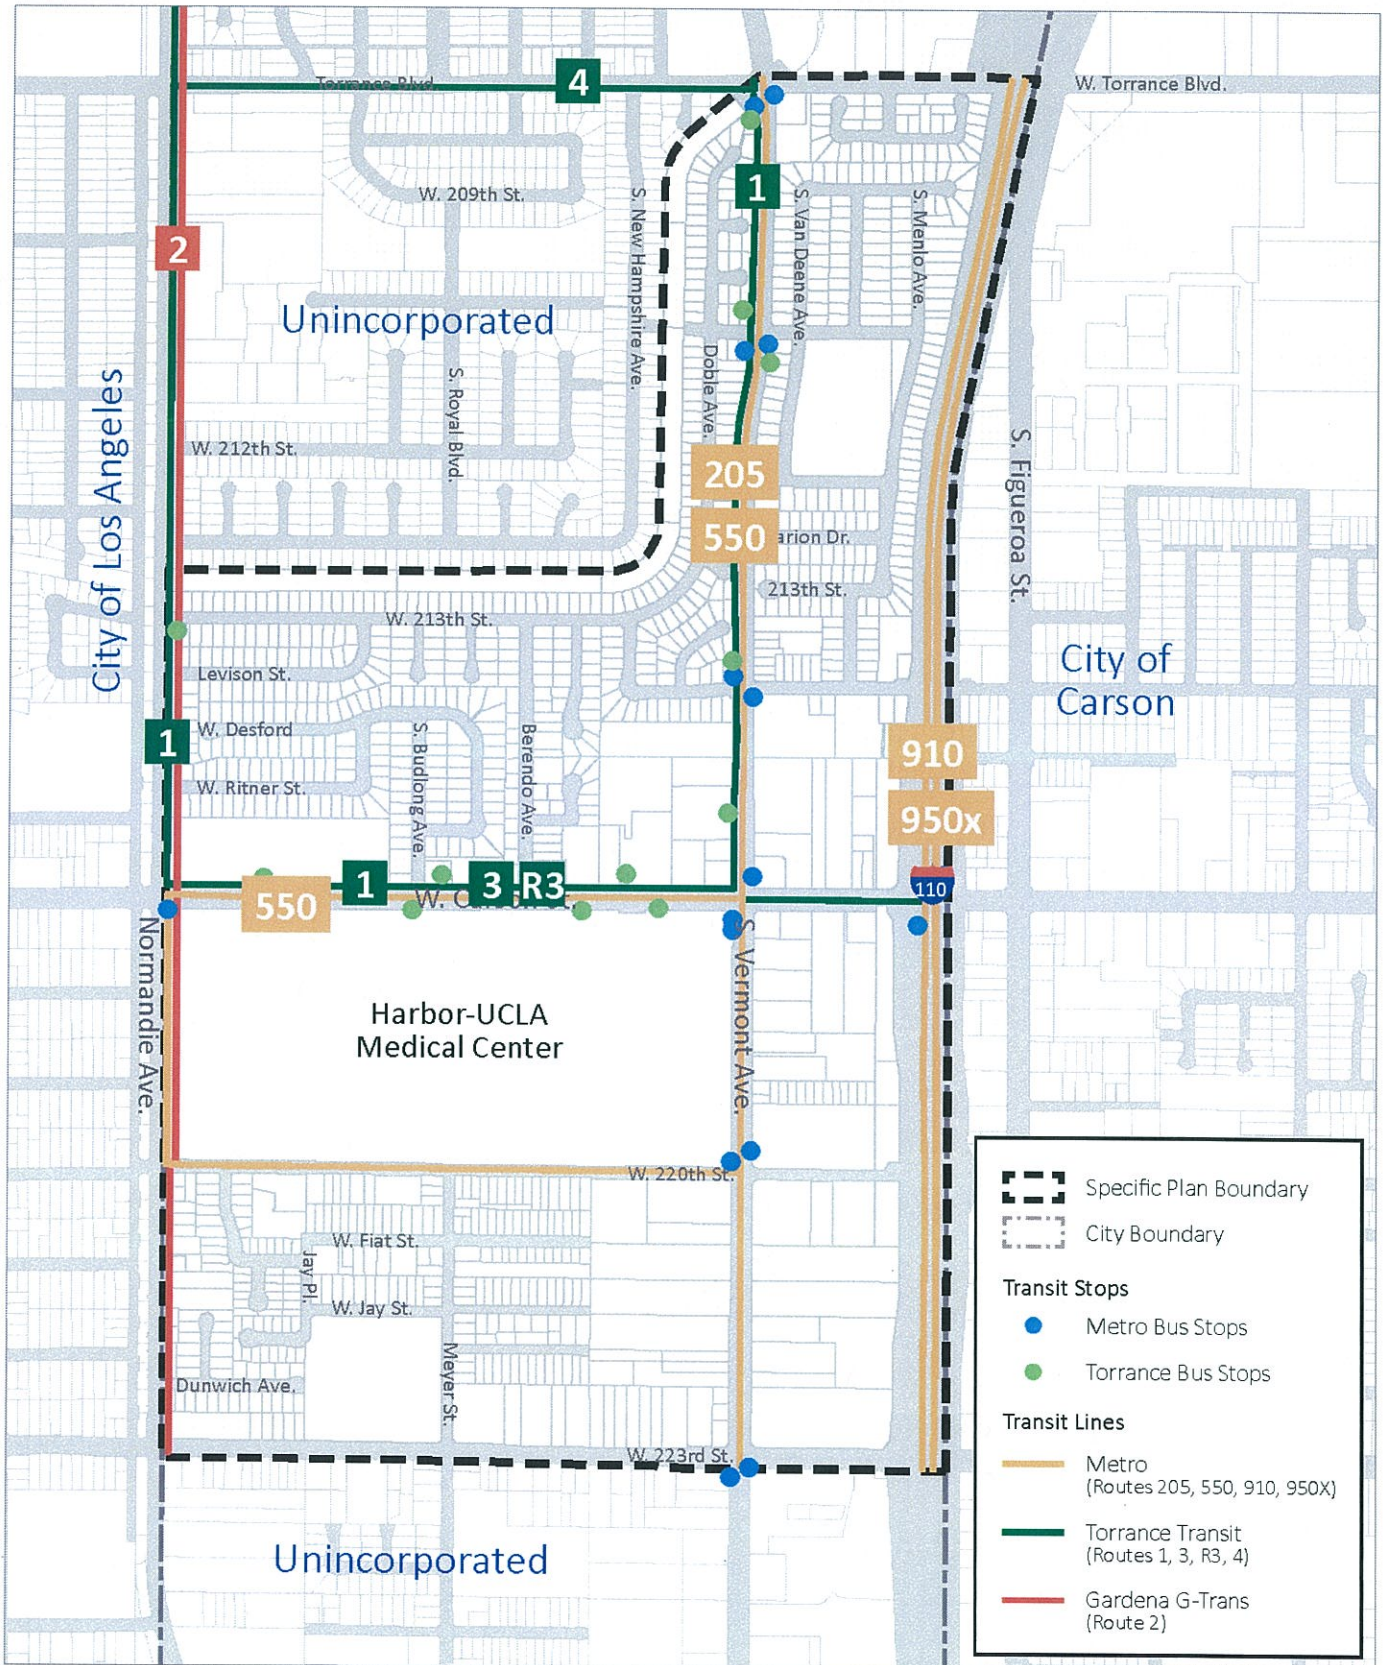 Torrance Blvd.
4
W. Torrance Blvd.
1
W. 209th St.
S. New Hampshire Ave.
S. Van Deene Ave.
S. Menlo Ave.
2
Unincorporated
Doble Ave.
S. Royal Blvd.
City of Los Angeles
W. 212th St.
205
550
S. Figueroa St.
arion Dr.
213th St.
W. 213th St.
City of
Carson
Levison St.
W. Desford
1
S. Budlong Ave.
Berendo Ave.
910
W. Ritner St.
950x
1
3
R3
110
550
W. C
St.
Normandie Ave.
S. Vermont Ave.
Harbor-UCLA
Medical Center
W. 220th St.
W. Fiat St.
Jay Pl.
W. Jay St.
Meyer St.
Dunwich Ave.
W. 223rd St.
Unincorporated
Specific Plan Boundary
City Boundary
Transit Stops
Metro Bus Stops
Torrance Bus Stops
Transit Lines
Metro
(Routes 205, 550, 910, 950X)
Torrance Transit
(Routes 1, 3, R3, 4)
Gardena G-Trans
(Route 2)